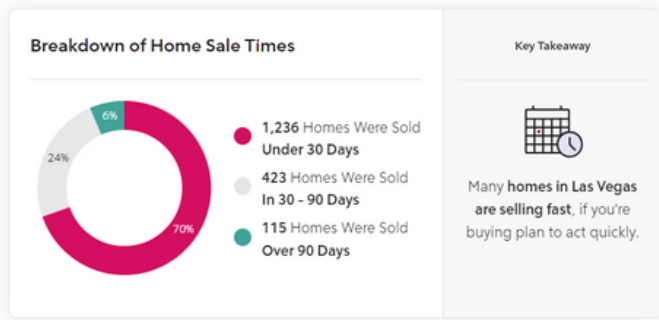 Breakdown of Home Sale Times
6%
24%
70%
1,236 Homes Were Sold
Under 30 Days
423 Homes Were Sold
In 30 - 90 Days
115 Homes Were Sold
Over 90 Days
Key Takeaway
Many homes in Las Vegas
are selling fast, if you're
buying plan to act quickly.